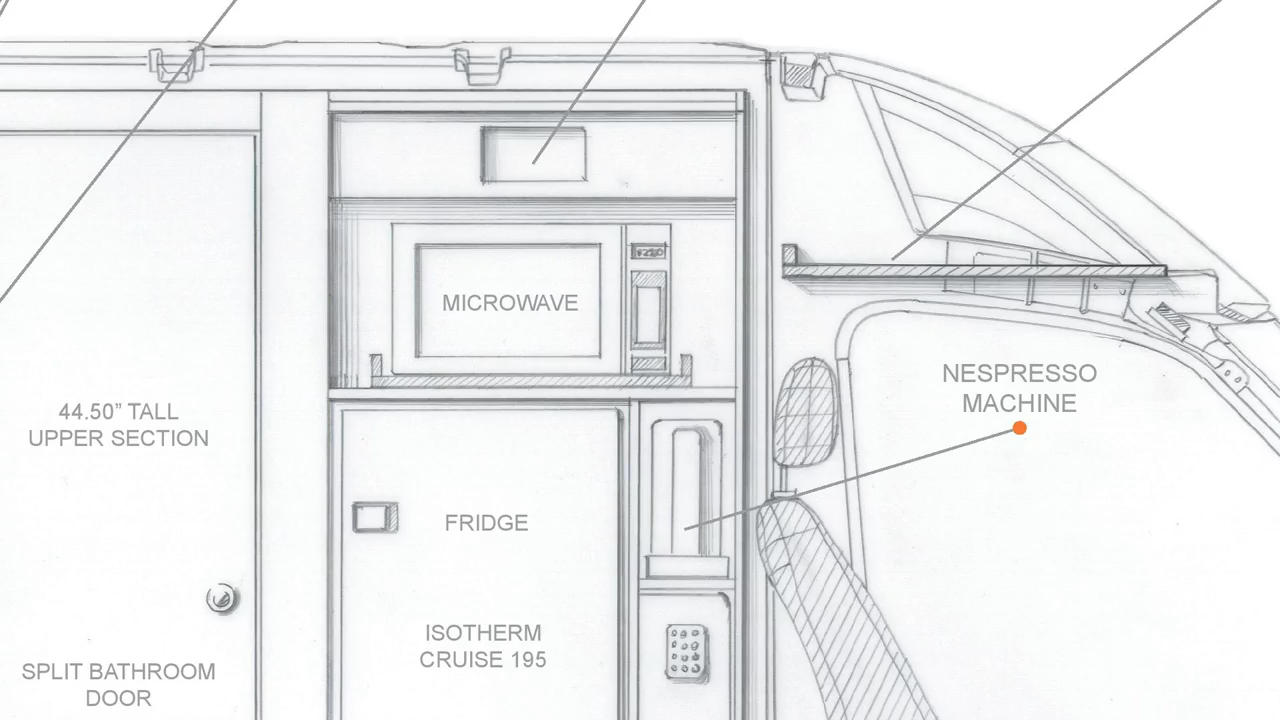 MICROWAVE
NESPRESSO
MACHINE
44.50” TALL
UPPER SECTION
FRIDGE
ISOTHERM
CRUISE 195
SPLIT BATHROOM
DOOR